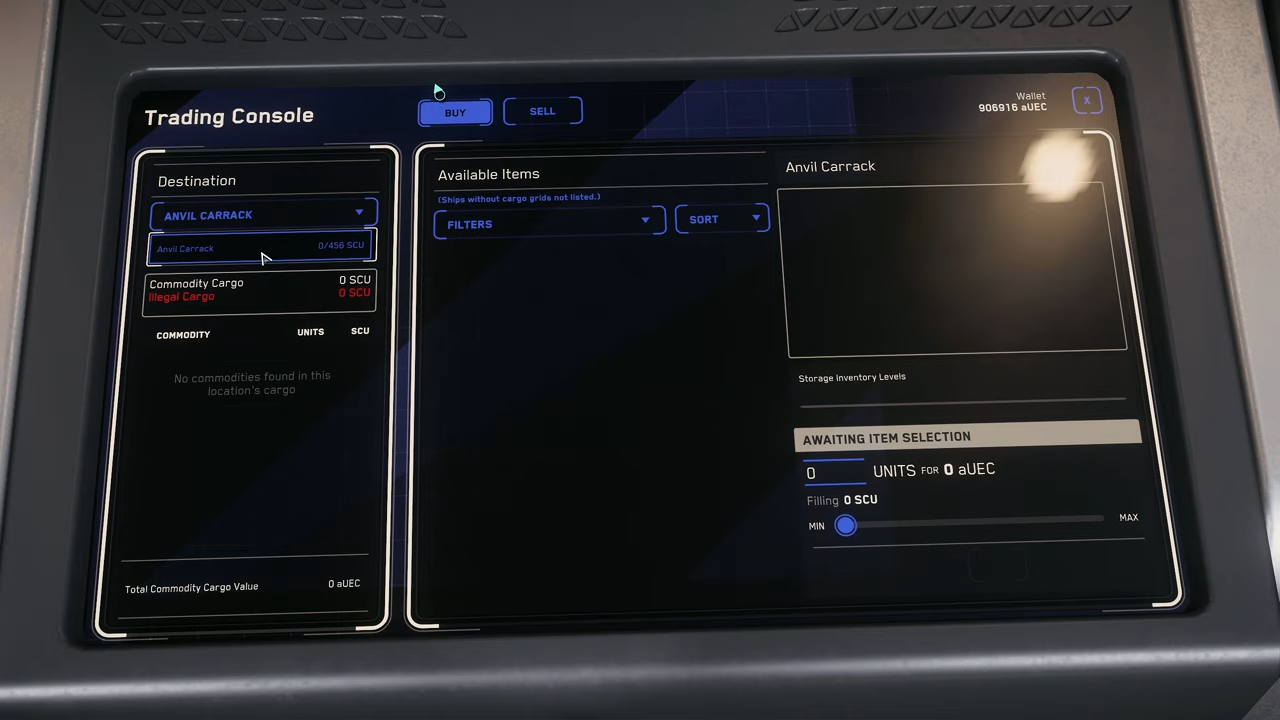 Trading Console
BUY
SELL
Wallet
906916 aUEC
X
Destination
ANVIL CARRACK
Anvil Carrack 0/456 SCU
Commodity Cargo 0 SCU
Illegal Cargo 0 SCU
COMMODITY UNITS SCU
No commodities found in this
location's cargo
Total Commodity Cargo Value 0 aUEC
Available Items
(Ships without cargo grids not listed.)
FILTERS
SORT
Anvil Carrack
Storage Inventory Levels
AWAITING ITEM SELECTION
0 UNITS FOR 0 aUEC
Filling 0 SCU
MIN MAX